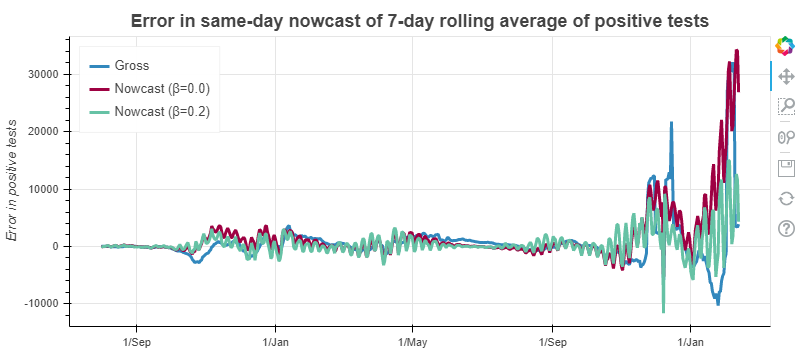 Error in same-day nowcast of 7-day rolling average of positive tests
Gross
Nowcast (β=0.0)
Nowcast (β=0.2)
Error in positive tests
30000
20000
10000
0
-10000
1/Sep
1/Jan
1/May
1/Sep
1/Jan